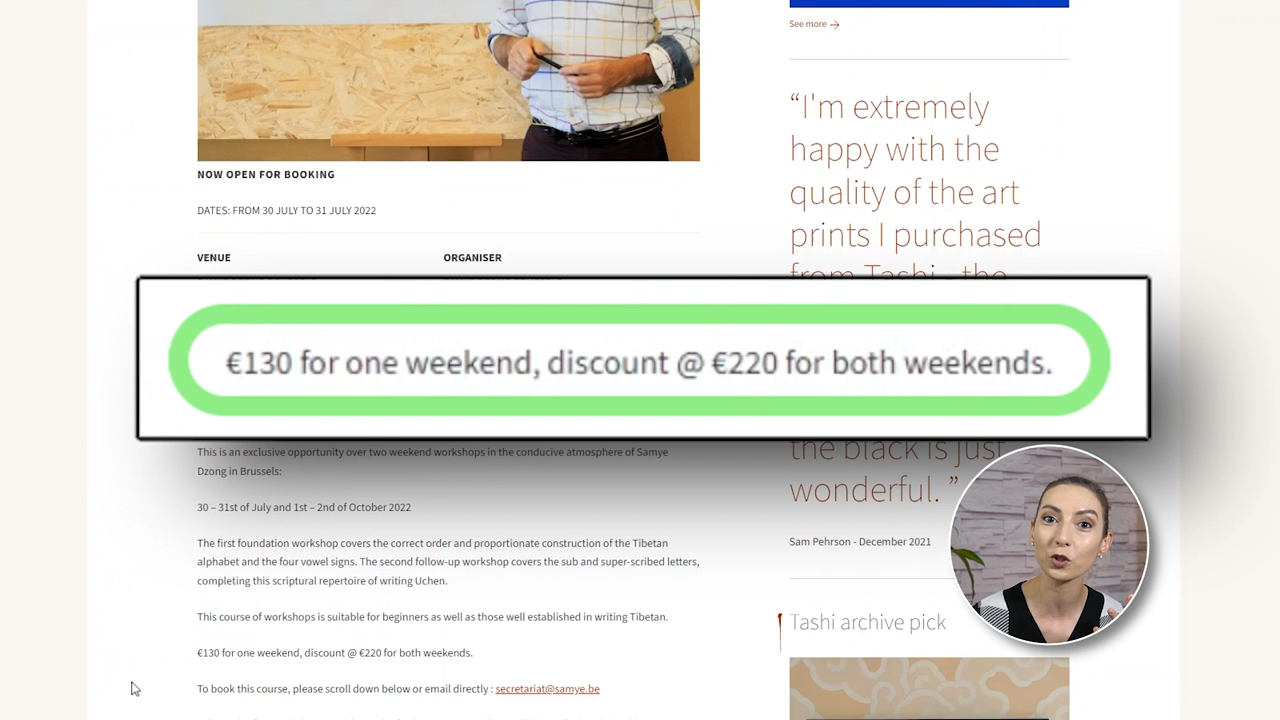 NOW OPEN FOR BOOKING
DATES: FROM 30 JULY TO 31 JULY 2022
VENUE
ORGANISER
€130 for one weekend, discount @ €220 for both weekends.
This is an exclusive opportunity over two weekend workshops in the conducive atmosphere of Samye
Dzong in Brussels:
30 – 31st of July and 1st – 2nd of October 2022
The first foundation workshop covers the correct order and proportionate construction of the Tibetan
alphabet and the four vowel signs. The second follow-up workshop covers the sub and super-scribed letters,
completing this scriptural repertoire of writing Uchen.
This course of workshops is suitable for beginners as well as those well established in writing Tibetan.
€130 for one weekend, discount @ €220 for both weekends.
To book this course, please scroll down below or email directly : secretariat@samye.be
See more →
“I'm extremely
happy with the
quality of the art
prints I purchased
from Tashi - the
the black is just
wonderful. ”
Sam Pehrson - December 2021
Tashi archive pick